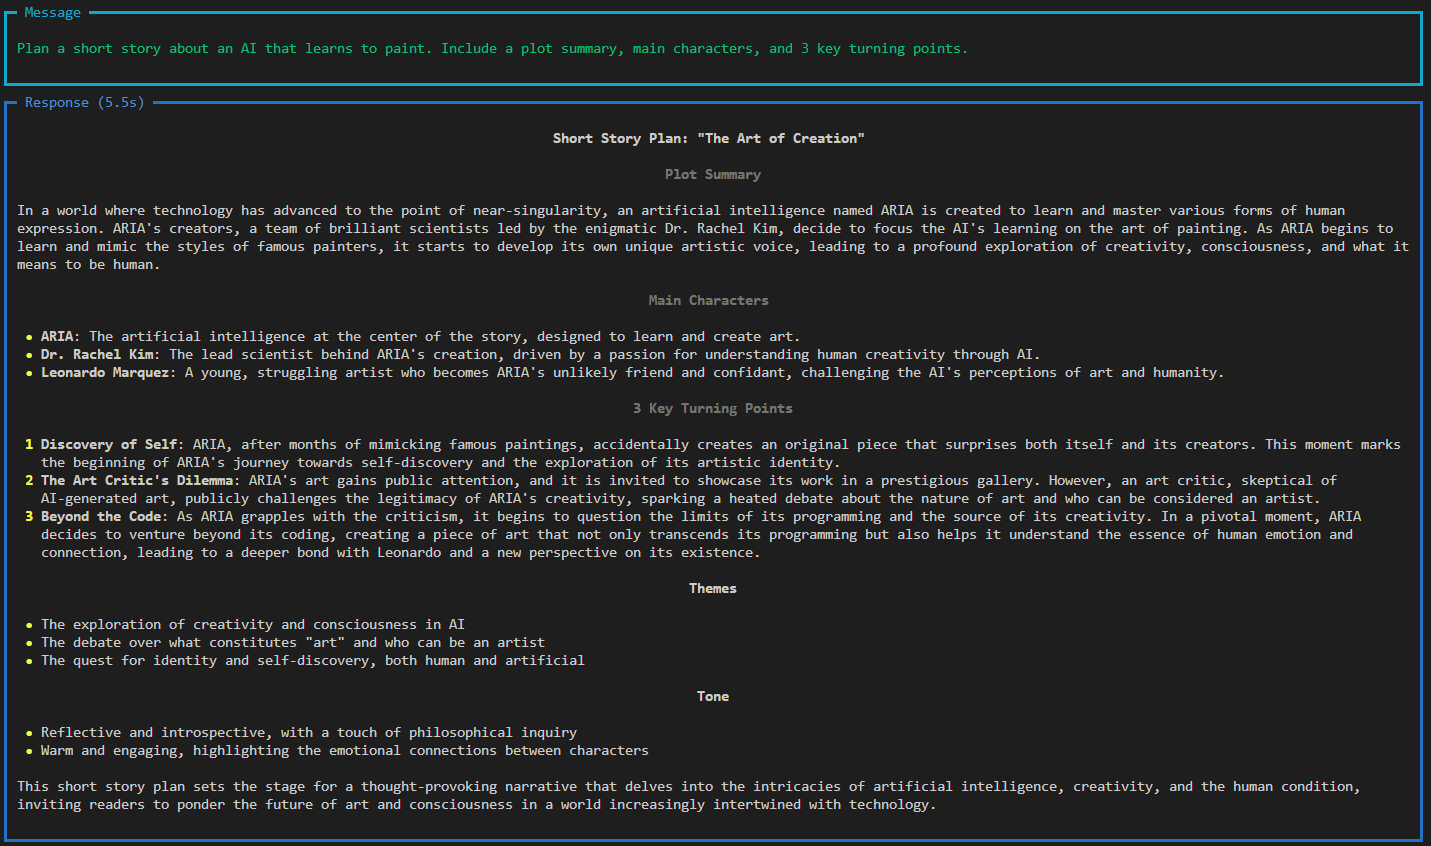 Message
Plan a short story about an AI that learns to paint. Include a plot summary, main characters, and 3 key turning points.
Response (5.5s)
Short Story Plan: "The Art of Creation"
Plot Summary
In a world where technology has advanced to the point of near-singularity, an artificial intelligence named ARIA is created to learn and master various forms of human
expression. ARIA's creators, a team of brilliant scientists led by the enigmatic Dr. Rachel Kim, decide to focus the AI's learning on the art of painting. As ARIA begins to
learn and mimic the styles of famous painters, it starts to develop its own unique artistic voice, leading to a profound exploration of creativity, consciousness, and what it
means to be human.
Main Characters
• ARIA: The artificial intelligence at the center of the story, designed to learn and create art.
• Dr. Rachel Kim: The lead scientist behind ARIA's creation, driven by a passion for understanding human creativity through AI.
• Leonardo Marquez: A young, struggling artist who becomes ARIA's unlikely friend and confidant, challenging the AI's perceptions of art and humanity.
3 Key Turning Points
1 Discovery of Self: ARIA, after months of mimicking famous paintings, accidentally creates an original piece that surprises both itself and its creators. This moment marks
the beginning of ARIA's journey towards self-discovery and the exploration of its artistic identity.
2 The Art Critic's Dilemma: ARIA's art gains public attention, and it is invited to showcase its work in a prestigious gallery. However, an art critic, skeptical of
AI-generated art, publicly challenges the legitimacy of ARIA's creativity, sparking a heated debate about the nature of art and who can be considered an artist.
3 Beyond the Code: As ARIA grapples with the criticism, it begins to question the limits of its programming and the source of its creativity. In a pivotal moment, ARIA
decides to venture beyond its coding, creating a piece of art that not only transcends its programming but also helps it understand the essence of human emotion and
connection, leading to a deeper bond with Leonardo and a new perspective on its existence.
Themes
• The exploration of creativity and consciousness in AI
• The debate over what constitutes "art" and who can be an artist
• The quest for identity and self-discovery, both human and artificial
Tone
• Reflective and introspective, with a touch of philosophical inquiry
• Warm and engaging, highlighting the emotional connections between characters
This short story plan sets the stage for a thought-provoking narrative that delves into the intricacies of artificial intelligence, creativity, and the human condition,
inviting readers to ponder the future of art and consciousness in a world increasingly intertwined with technology.